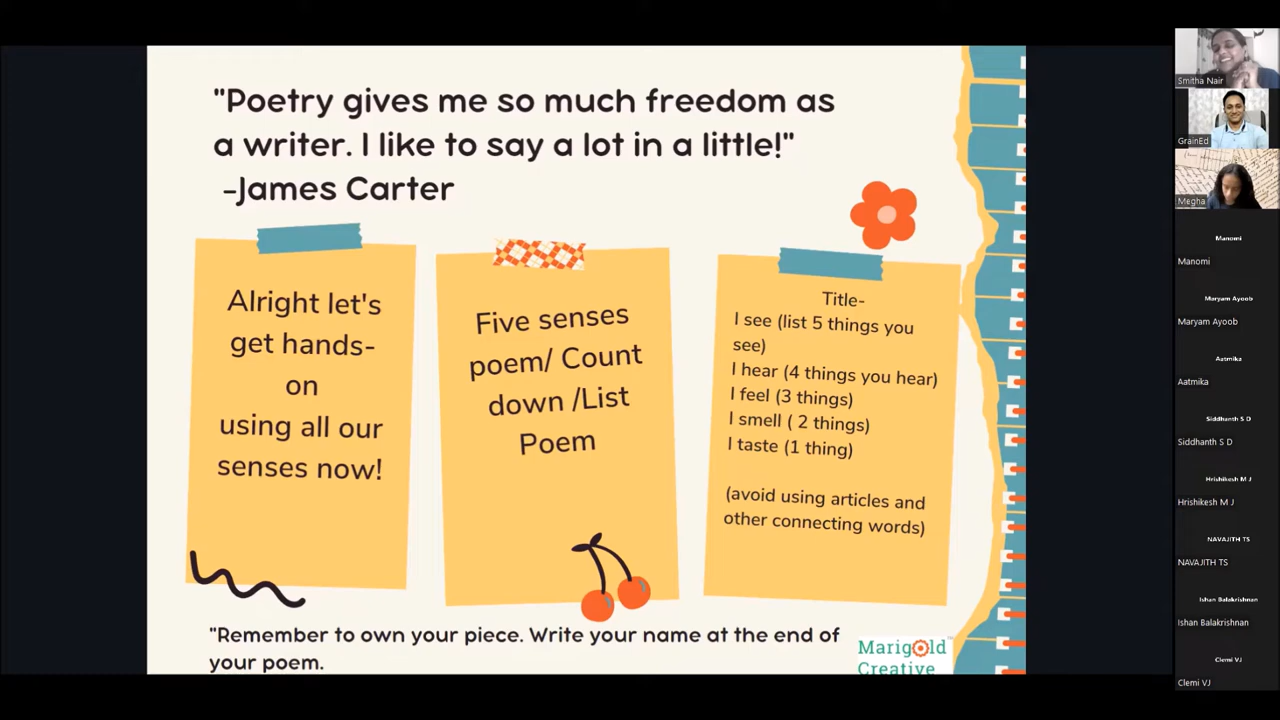 "Poetry gives me so much freedom as
a writer. I like to say a lot in a little!"
-James Carter
Alright let's
get hands-
on
using all our
senses now!
Five senses
poem/ Count
down /List
Poem
Title-
I see (list 5 things you
see)
I hear (4 things you hear)
I feel (3 things)
I smell ( 2 things)
I taste (1 thing)
(avoid using articles and
other connecting words)
"Remember to own your piece. Write your name at the end of
your poem.
Marigold
Creative
Smitha Nair
GrainEd
Megha
Manomi
Manomi
Maryam Ayoob
Maryam Ayoob
Aatmika
Aatmika
Siddhanth S D
Siddhanth S D
Hrishikesh M J
Hrishikesh M J
NAVAJITH TS
NAVAJITH TS
Ishan Balakrishnan
Ishan Balakrishnan
Clemi VJ
Clemi VJ